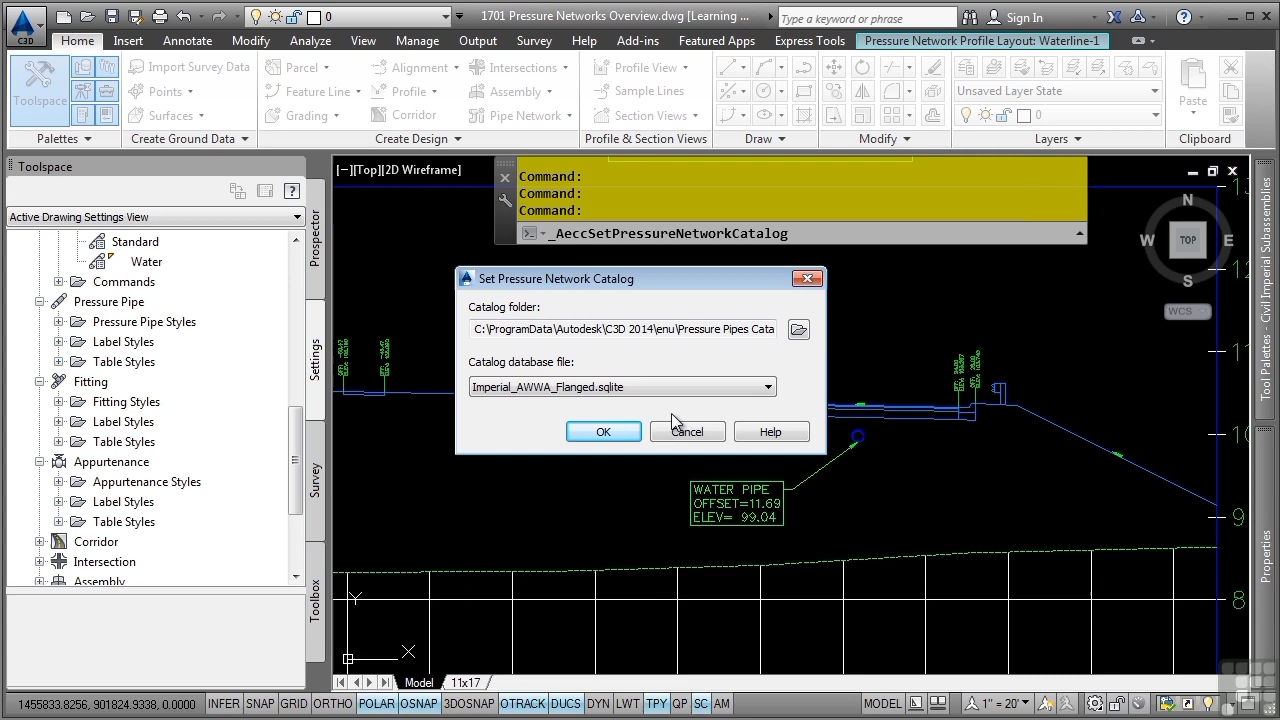 C3D
0
1701 Pressure Networks Overview.dwg [Learning ...
Type a keyword or phrase
Sign In
Home Insert Annotate Modify Analyze View Manage Output Survey Help Add-ins Featured Apps Express Tools Pressure Network Profile Layout: Waterline-1
Toolspace
Import Survey Data
Points
Surfaces
Parcel
Feature Line
Grading
Alignment
Profile
Corridor
Intersections
Assembly
Pipe Network
Profile View
Sample Lines
Section Views
Unsaved Layer State
0
Paste
Palettes Create Ground Data Create Design Profile & Section Views Draw Modify Layers Clipboard
Toolspace
Active Drawing Settings View
Standard
Water
Commands
Pressure Pipe
Pressure Pipe Styles
Label Styles
Table Styles
Fitting
Fitting Styles
Label Styles
Table Styles
Appurtenance
Appurtenance Styles
Label Styles
Table Styles
Corridor
Intersection
Assembly
Prospector
Settings
Survey
Toolbox
[−][Top][2D Wireframe]
Command:
Command:
Command:
_AeccSetPressureNetworkCatalog
N
W TOP E
S
WCS
Set Pressure Network Catalog
Catalog folder:
C:\ProgramData\Autodesk\C3D 2014\enu\Pressure Pipes Cata
Catalog database file:
Imperial_AWWA_Flanged.sqlite
OK Cancel Help
WATER PIPE
OFFSET=11.69
ELEV= 99.04
9
8
Y
X
Tool Palettes - Civil Imperial Subassemblies
Properties
Model 11x17
INFER SNAP GRID ORTHO POLAR OSNAP 3DOSNAP OTRACK DUCS DYN LWT TPY QP SC AM MODEL 1" = 20'